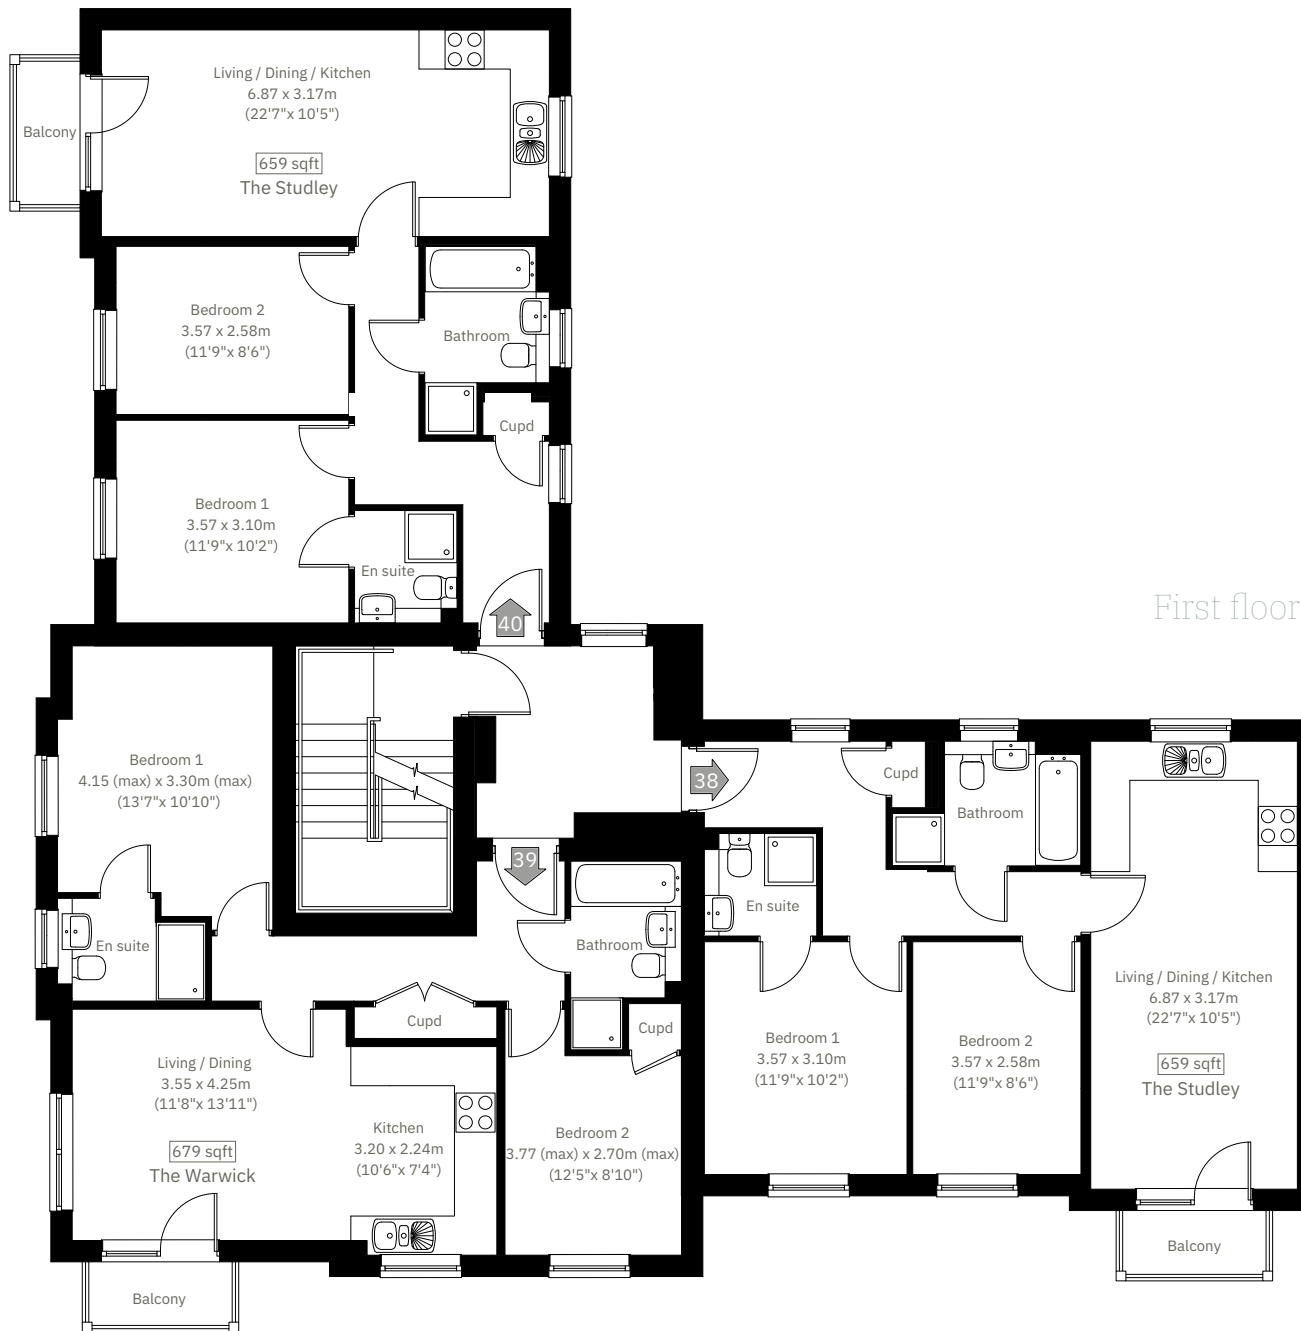 Living / Dining / Kitchen
6.87 x 3.17m
(22'7"x 10'5")
Balcony
659 sqft
The Studley
Bedroom 2
3.57 x 2.58m
(11'9"x 8'6")
Bathroom
Cupd
Bedroom 1
3.57 x 3.10m
(11'9"x 10'2")
En suite
40
First floor
Bedroom 1
4.15 (max) x 3.30m (max)
(13'7"x 10'10")
En suite
39
Bathroom
Cupd
Cupd
Living / Dining
3.55 x 4.25m
(11'8"x 13'11")
679 sqft
The Warwick
Kitchen
3.20 x 2.24m
(10'6"x 7'4")
Bedroom 2
3.77 (max) x 2.70m (max)
(12'5"x 8'10")
Balcony
38
Cupd
Bathroom
En suite
Bedroom 1
3.57 x 3.10m
(11'9"x 10'2")
Bedroom 2
3.57 x 2.58m
(11'9"x 8'6")
Living / Dining / Kitchen
6.87 x 3.17m
(22'7"x 10'5")
659 sqft
The Studley
Balcony